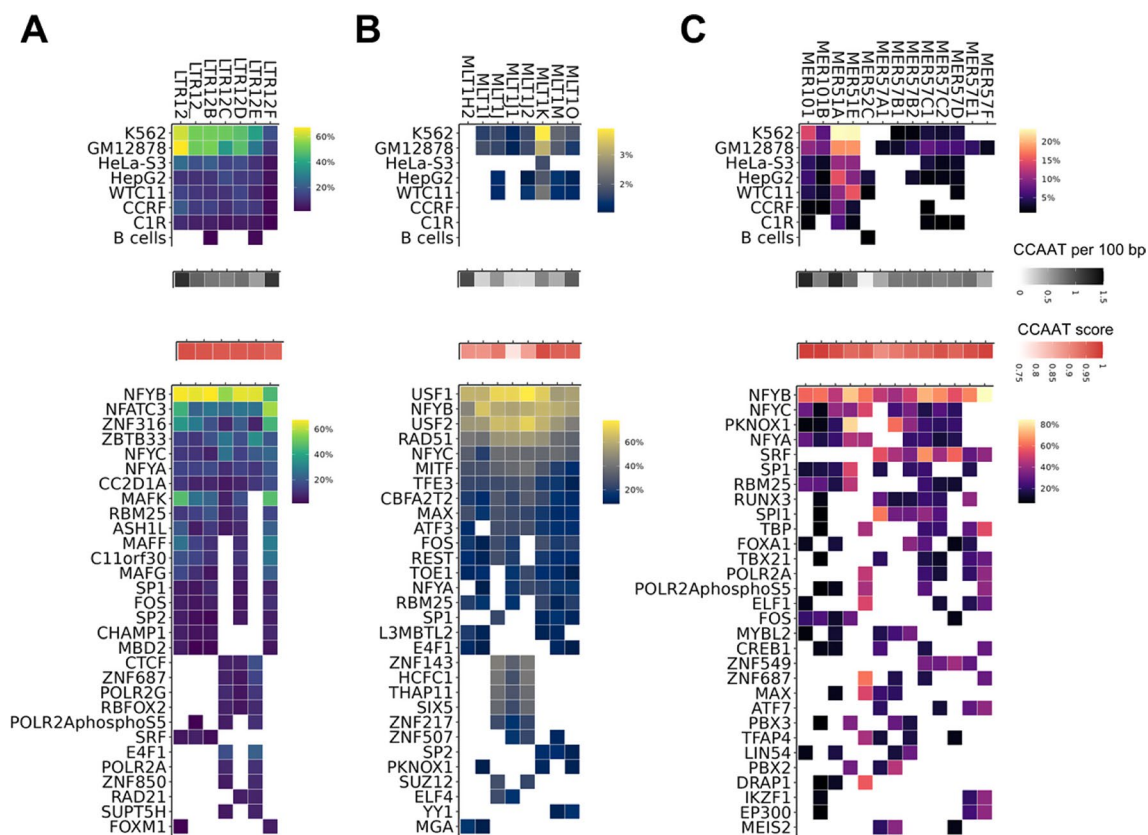 A
B
C
LTR12
LTR12_
LTR12B
LTR12C
LTR12D
LTR12E
LTR12F
MLT1H2
MLT1I
MLT1J
MLT1J1
MLT1J2
MLT1K
MLT1M
MLT1O
MER101
MER101B
MER51A
MER51E
MER52C
MER57A1
MER57B1
MER57B2
MER57C1
MER57C2
MER57D
MER57E1
MER57F
K562
GM12878
HeLa-S3
HepG2
WTC11
CCRF
C1R
B cells
60%
40%
20%
K562
GM12878
HeLa-S3
HepG2
WTC11
CCRF
C1R
B cells
3%
2%
K562
GM12878
HeLa-S3
HepG2
WTC11
CCRF
C1R
B cells
20%
15%
10%
5%
CCAAT per 100 bp
0
0.5
1
1.5
CCAAT score
0.75
0.8
0.85
0.9
0.95
1
NFYB
NFATC3
ZNF316
ZBTB33
NFYC
NFYA
CC2D1A
MAFK
RBM25
ASH1L
MAFF
C11orf30
MAFG
SP1
FOS
SP2
CHAMP1
MBD2
CTCF
ZNF687
POLR2G
RBFOX2
POLR2AphosphoS5
SRF
E4F1
POLR2A
ZNF850
RAD21
SUPT5H
FOXM1
60%
40%
20%
USF1
NFYB
USF2
RAD51
NFYC
MITF
TFE3
CBFA2T2
MAX
ATF3
FOS
REST
TOE1
NFYA
RBM25
SP1
L3MBTL2
E4F1
ZNF143
HCFC1
THAP11
SIX5
ZNF217
ZNF507
SP2
PKNOX1
SUZ12
ELF4
YY1
MGA
60%
40%
20%
NFYB
NFYC
PKNOX1
NFYA
SRF
SP1
RBM25
RUNX3
SPI1
TBP
FOXA1
TBX21
POLR2A
POLR2AphosphoS5
ELF1
FOS
MYBL2
CREB1
ZNF549
ZNF687
MAX
ATF7
PBX3
TFAP4
LIN54
PBX2
DRAP1
IKZF1
EP300
MEIS2
80%
60%
40%
20%